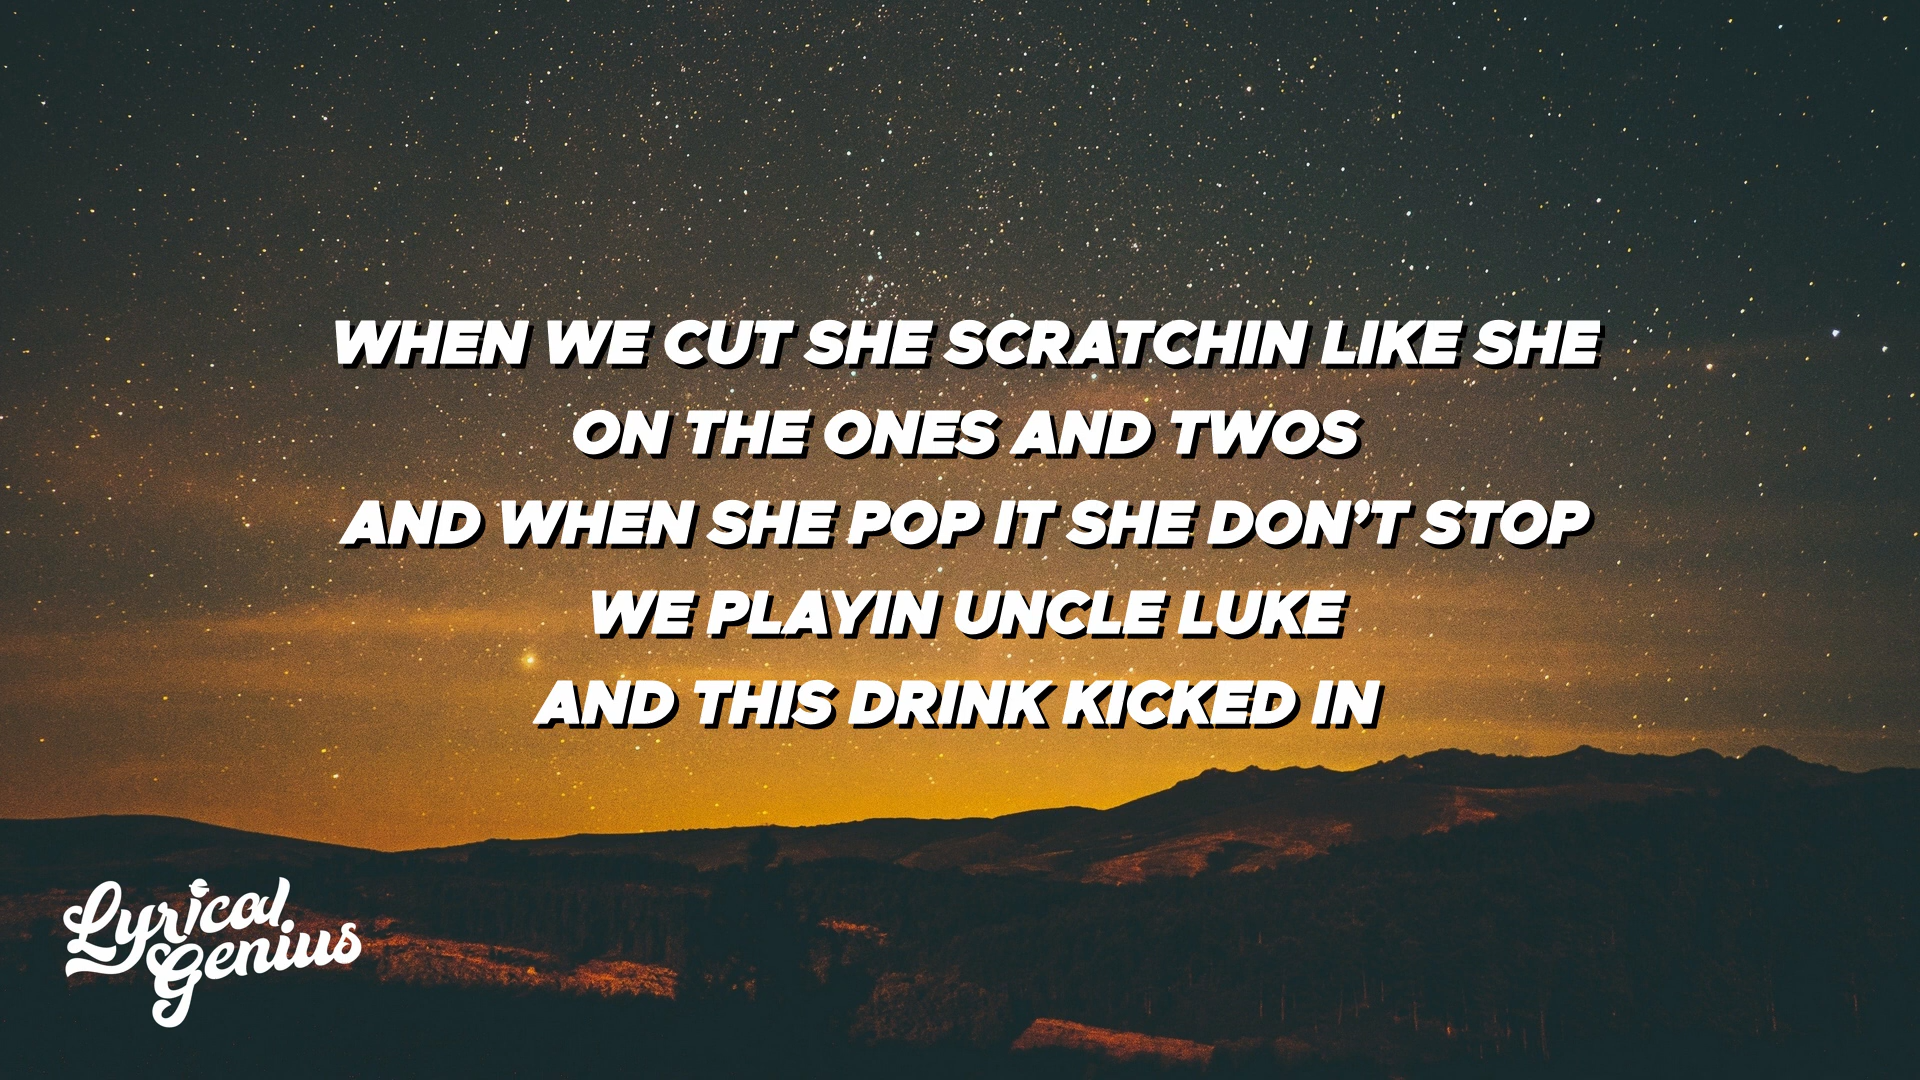 WHEN WE CUT SHE SCRATCHIN LIKE SHE
ON THE ONES AND TWOS
AND WHEN SHE POP IT SHE DON’T STOP
WE PLAYIN UNCLE LUKE
AND THIS DRINK KICKED IN
Lyrical
Genius